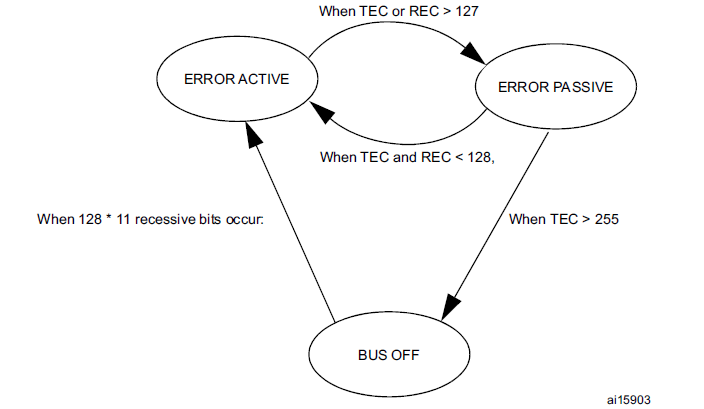 When TEC or REC > 127
ERROR ACTIVE
ERROR PASSIVE
When TEC and REC < 128,
When 128 * 11 recessive bits occur:
When TEC > 255
BUS OFF
ai15903